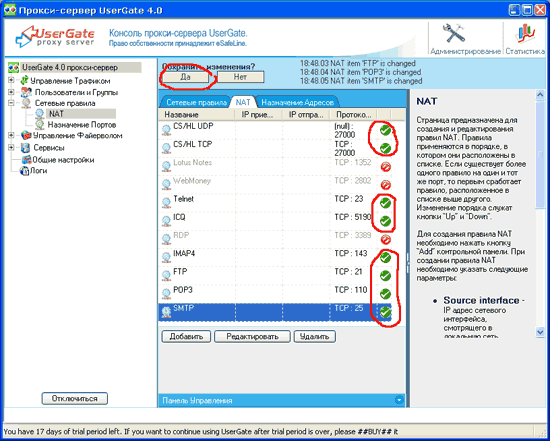 Прокси-сервер UserGate 4.0
UserGate
proxy server
Консоль прокси-сервера UserGate 4.0.
Право собственности принадлежит eSafeLine.
Администрирование
Статистика
UserGate 4.0 прокси-сервер
Управление Трафиком
Пользователи и Группы
Сетевые правила
NAT
Назначение Портов
Управление Файерволом
Сервисы
Общие настройки
Логи
Отключиться
Сохранить изменения?
Да
Нет
18:48.03 NAT item 'FTP' is changed
18:48.04 NAT item 'POP3' is changed
18:48.05 NAT item 'SMTP' is changed
Сетевые правила
NAT
Назначение Адресов
Название IP прие... IP отпра... Протоко...
CS/HL UDP (null) : 27000
CS/HL TCP TCP : 27000
Lotus Notes TCP : 1352
WebMoney TCP : 2802
Telnet TCP : 23
ICQ TCP : 5190
RDP TCP : 3389
IMAP4 TCP : 143
FTP TCP : 21
POP3 TCP : 110
SMTP TCP : 25
Добавить
Редактировать
Удалить
Панель Управления
NAT
Страница предназначена для
создания и редактирования
правил NAT. Правила
применяются в порядке, в
котором они расположены в
списке. Если существует более
одного правило на один и тот
же порт, то первым сработает
правило, расположенное в
списке выше другого.
Изменение порядка служат
кнопки "Up" и "Down".
Для создания правила NAT
необходимо нажать кнопку
"Add" контрольной панели. При
создании правила NAT
необходимо указать следующие
параметры:
Source interface -
IP адрес сетевого
интерфейса,
смотрящего в
локальную сеть
You have 17 days of trial period left. If you want to continue using UserGate after trial period is over, please ##BUY## it